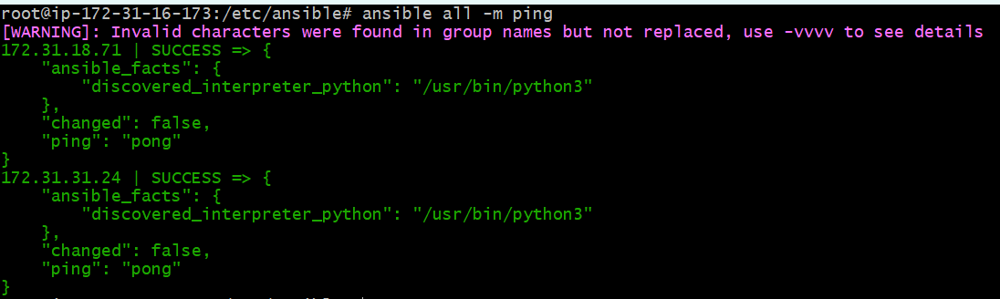 root@ip-172-31-16-173:/etc/ansible# ansible all -m ping
[WARNING]: Invalid characters were found in group names but not replaced, use -vvvv to see details
172.31.18.71 | SUCCESS => {
    "ansible_facts": {
        "discovered_interpreter_python": "/usr/bin/python3"
    },
    "changed": false,
    "ping": "pong"
}
172.31.31.24 | SUCCESS => {
    "ansible_facts": {
        "discovered_interpreter_python": "/usr/bin/python3"
    },
    "changed": false,
    "ping": "pong"
}